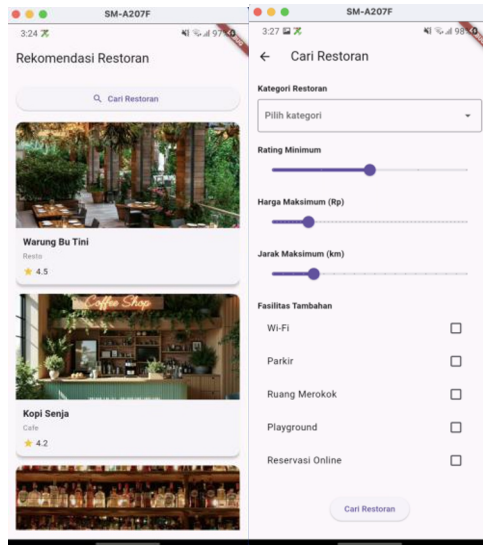 SM-A207F
3:24
97
Rekomendasi Restoran
Cari Restoran
Warung Bu Tini
Resto
4.5
Coffee Shop
Kopi Senja
Cafe
4.2
SM-A207F
3:27
98
Cari Restoran
Kategori Restoran
Pilih kategori
Rating Minimum
Harga Maksimum (Rp)
Jarak Maksimum (km)
Fasilitas Tambahan
Wi-Fi
Parkir
Ruang Merokok
Playground
Reservasi Online
Cari Restoran